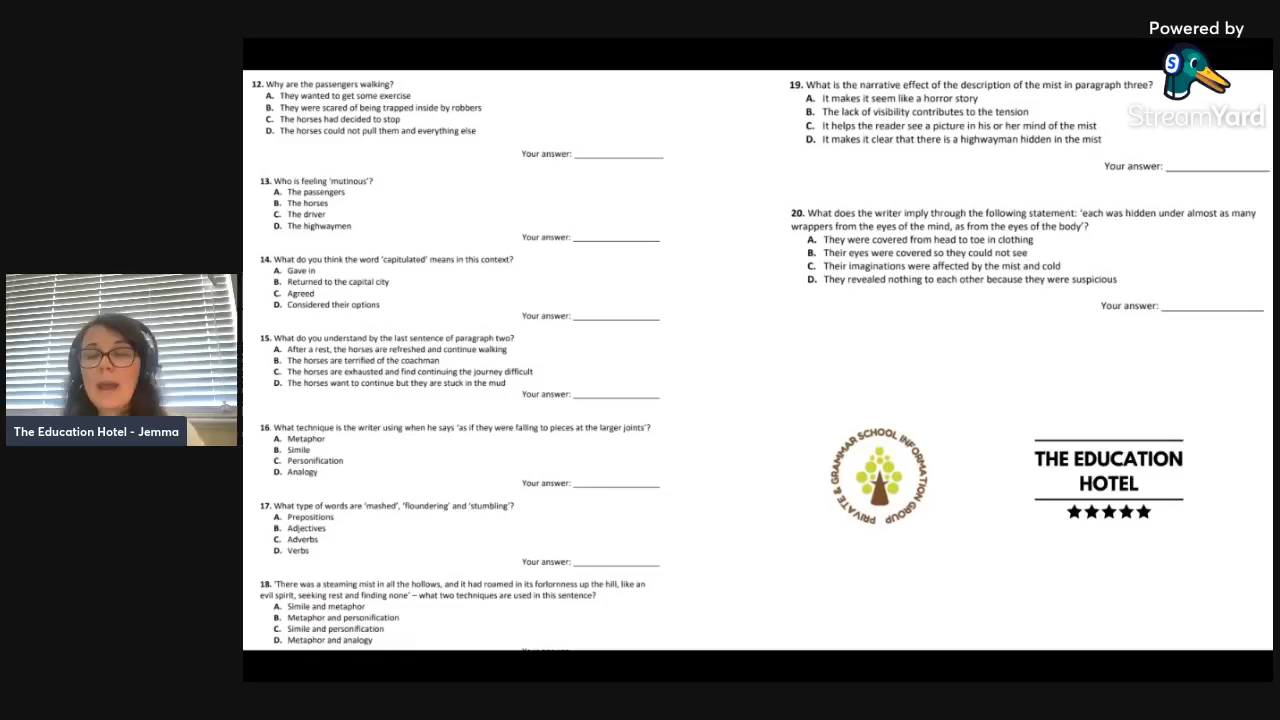 Powered by
StreamYard
12. Why are the passengers walking?
A. They wanted to get some exercise
B. They were scared of being trapped inside by robbers
C. The horses had decided to stop
D. The horses could not pull them and everything else
Your answer: ______________
13. Who is feeling 'mutinous'?
A. The passengers
B. The horses
C. The driver
D. The highwaymen
Your answer: ______________
14. What do you think the word 'capitulated' means in this context?
A. Gave in
B. Returned to the capital city
C. Agreed
D. Considered their options
Your answer: ______________
15. What do you understand by the last sentence of paragraph two?
A. After a rest, the horses are refreshed and continue walking
B. The horses are terrified of the coachman
C. The horses are exhausted and find continuing the journey difficult
D. The horses want to continue but they are stuck in the mud
Your answer: ______________
16. What technique is the writer using when he says 'as if they were falling to pieces at the larger joints'?
A. Metaphor
B. Simile
C. Personification
D. Analogy
Your answer: ______________
17. What type of words are 'mashed', 'floundering' and 'stumbling'?
A. Prepositions
B. Adjectives
C. Adverbs
D. Verbs
Your answer: ______________
18. 'There was a steaming mist in all the hollows, and it had roamed in its forlornness up the hill, like an
evil spirit, seeking rest and finding none' – what two techniques are used in this sentence?
A. Simile and metaphor
B. Metaphor and personification
C. Simile and personification
D. Metaphor and analogy
19. What is the narrative effect of the description of the mist in paragraph three?
A. It makes it seem like a horror story
B. The lack of visibility contributes to the tension
C. It helps the reader see a picture in his or her mind of the mist
D. It makes it clear that there is a highwayman hidden in the mist
Your answer: ______________
20. What does the writer imply through the following statement: 'each was hidden under almost as many
wrappers from the eyes of the mind, as from the eyes of the body'?
A. They were covered from head to toe in clothing
B. Their eyes were covered so they could not see
C. Their imaginations were affected by the mist and cold
D. They revealed nothing to each other because they were suspicious
Your answer: ______________
PRIVATE & GRAMMAR SCHOOL INFORMATION GROUP
THE EDUCATION
HOTEL
The Education Hotel - Jemma